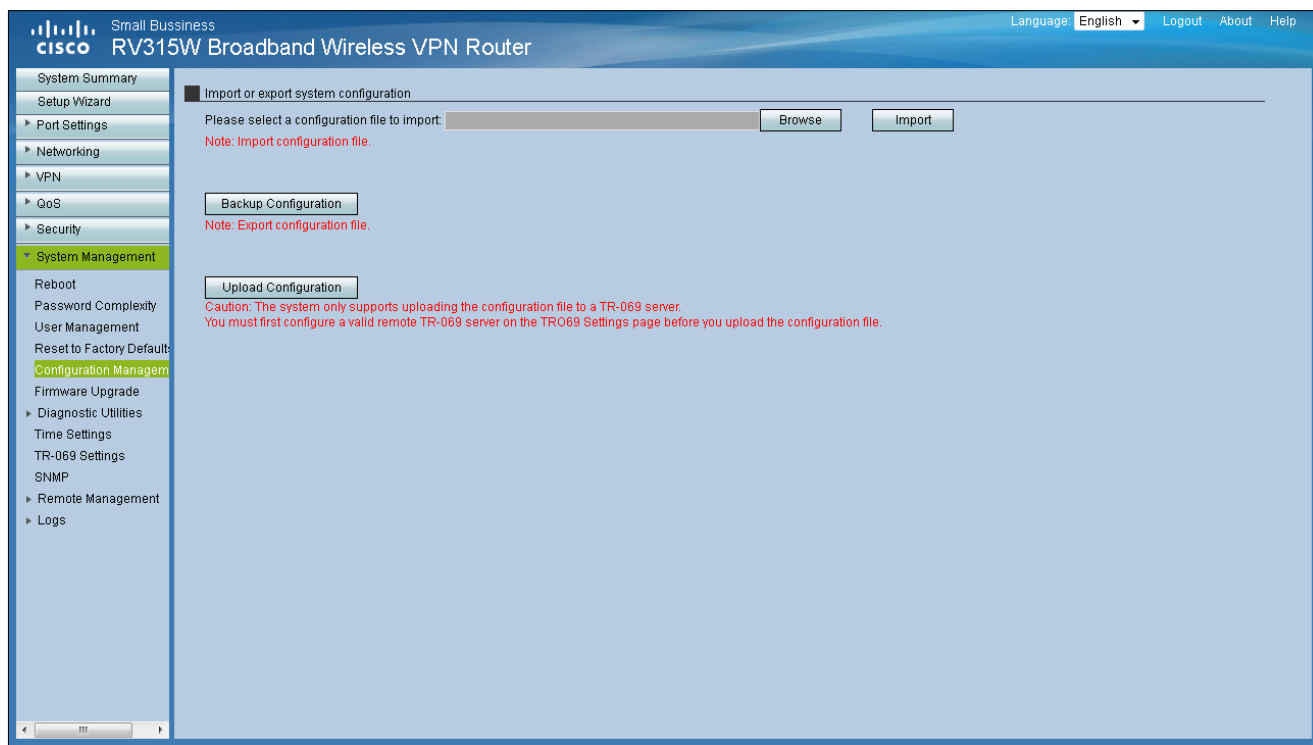 Small Bussiness
Language: English Logout About Help
CISCO RV315W Broadband Wireless VPN Router
System Summary
Setup Wizard
Port Settings
Networking
VPN
QoS
Security
System Management
Reboot
Password Complexity
User Management
Reset to Factory Defaults
Configuration Managem
Firmware Upgrade
Diagnostic Utilities
Time Settings
TR-069 Settings
SNMP
Remote Management
Logs
Import or export system configuration
Please select a configuration file to import: Browse Import
Note: Import configuration file.
Backup Configuration
Note: Export configuration file.
Upload Configuration
Caution: The system only supports uploading the configuration file to a TR-069 server.
You must first configure a valid remote TR-069 server on the TRO69 Settings page before you upload the configuration file.